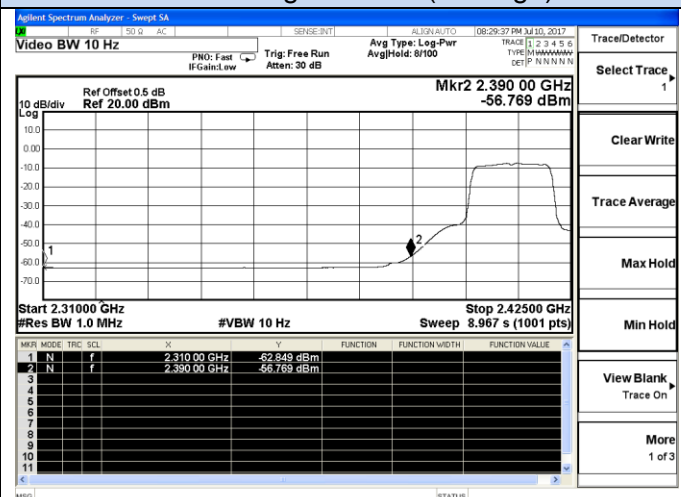 Agilent Spectrum Analyzer - Swept SA
RF 50 Ω AC SENSE:INT ALIGN AUTO 08:29:37 PM Jul 10, 2017
Video BW 10 Hz
PNO: Fast
IFGain:Low
Trig: Free Run
Atten: 30 dB
Avg Type: Log-Pwr
Avg|Hold: 8/100
TRACE 1 2 3 4 5 6
TYPE M WWWWW
DET P N N N N N
Ref Offset 0.5 dB
10 dB/div Ref 20.00 dBm
Log
Mkr2 2.390 00 GHz
-56.769 dBm
10.0
0.00
-10.0
-20.0
-30.0
-40.0
-50.0
-60.0
-70.0
1
2
Start 2.31000 GHz Stop 2.42500 GHz
#Res BW 1.0 MHz #VBW 10 Hz Sweep 8.967 s (1001 pts)
MKR MODE TRC SCL X Y FUNCTION FUNCTION WIDTH FUNCTION VALUE
1 N f 2.310 00 GHz -62.849 dBm
2 N f 2.390 00 GHz -56.769 dBm
3
4
5
6
7
8
9
10
11
MSG STATUS
Trace/Detector
Select Trace
1
Clear Write
Trace Average
Max Hold
Min Hold
View Blank
Trace On
More
1 of 3